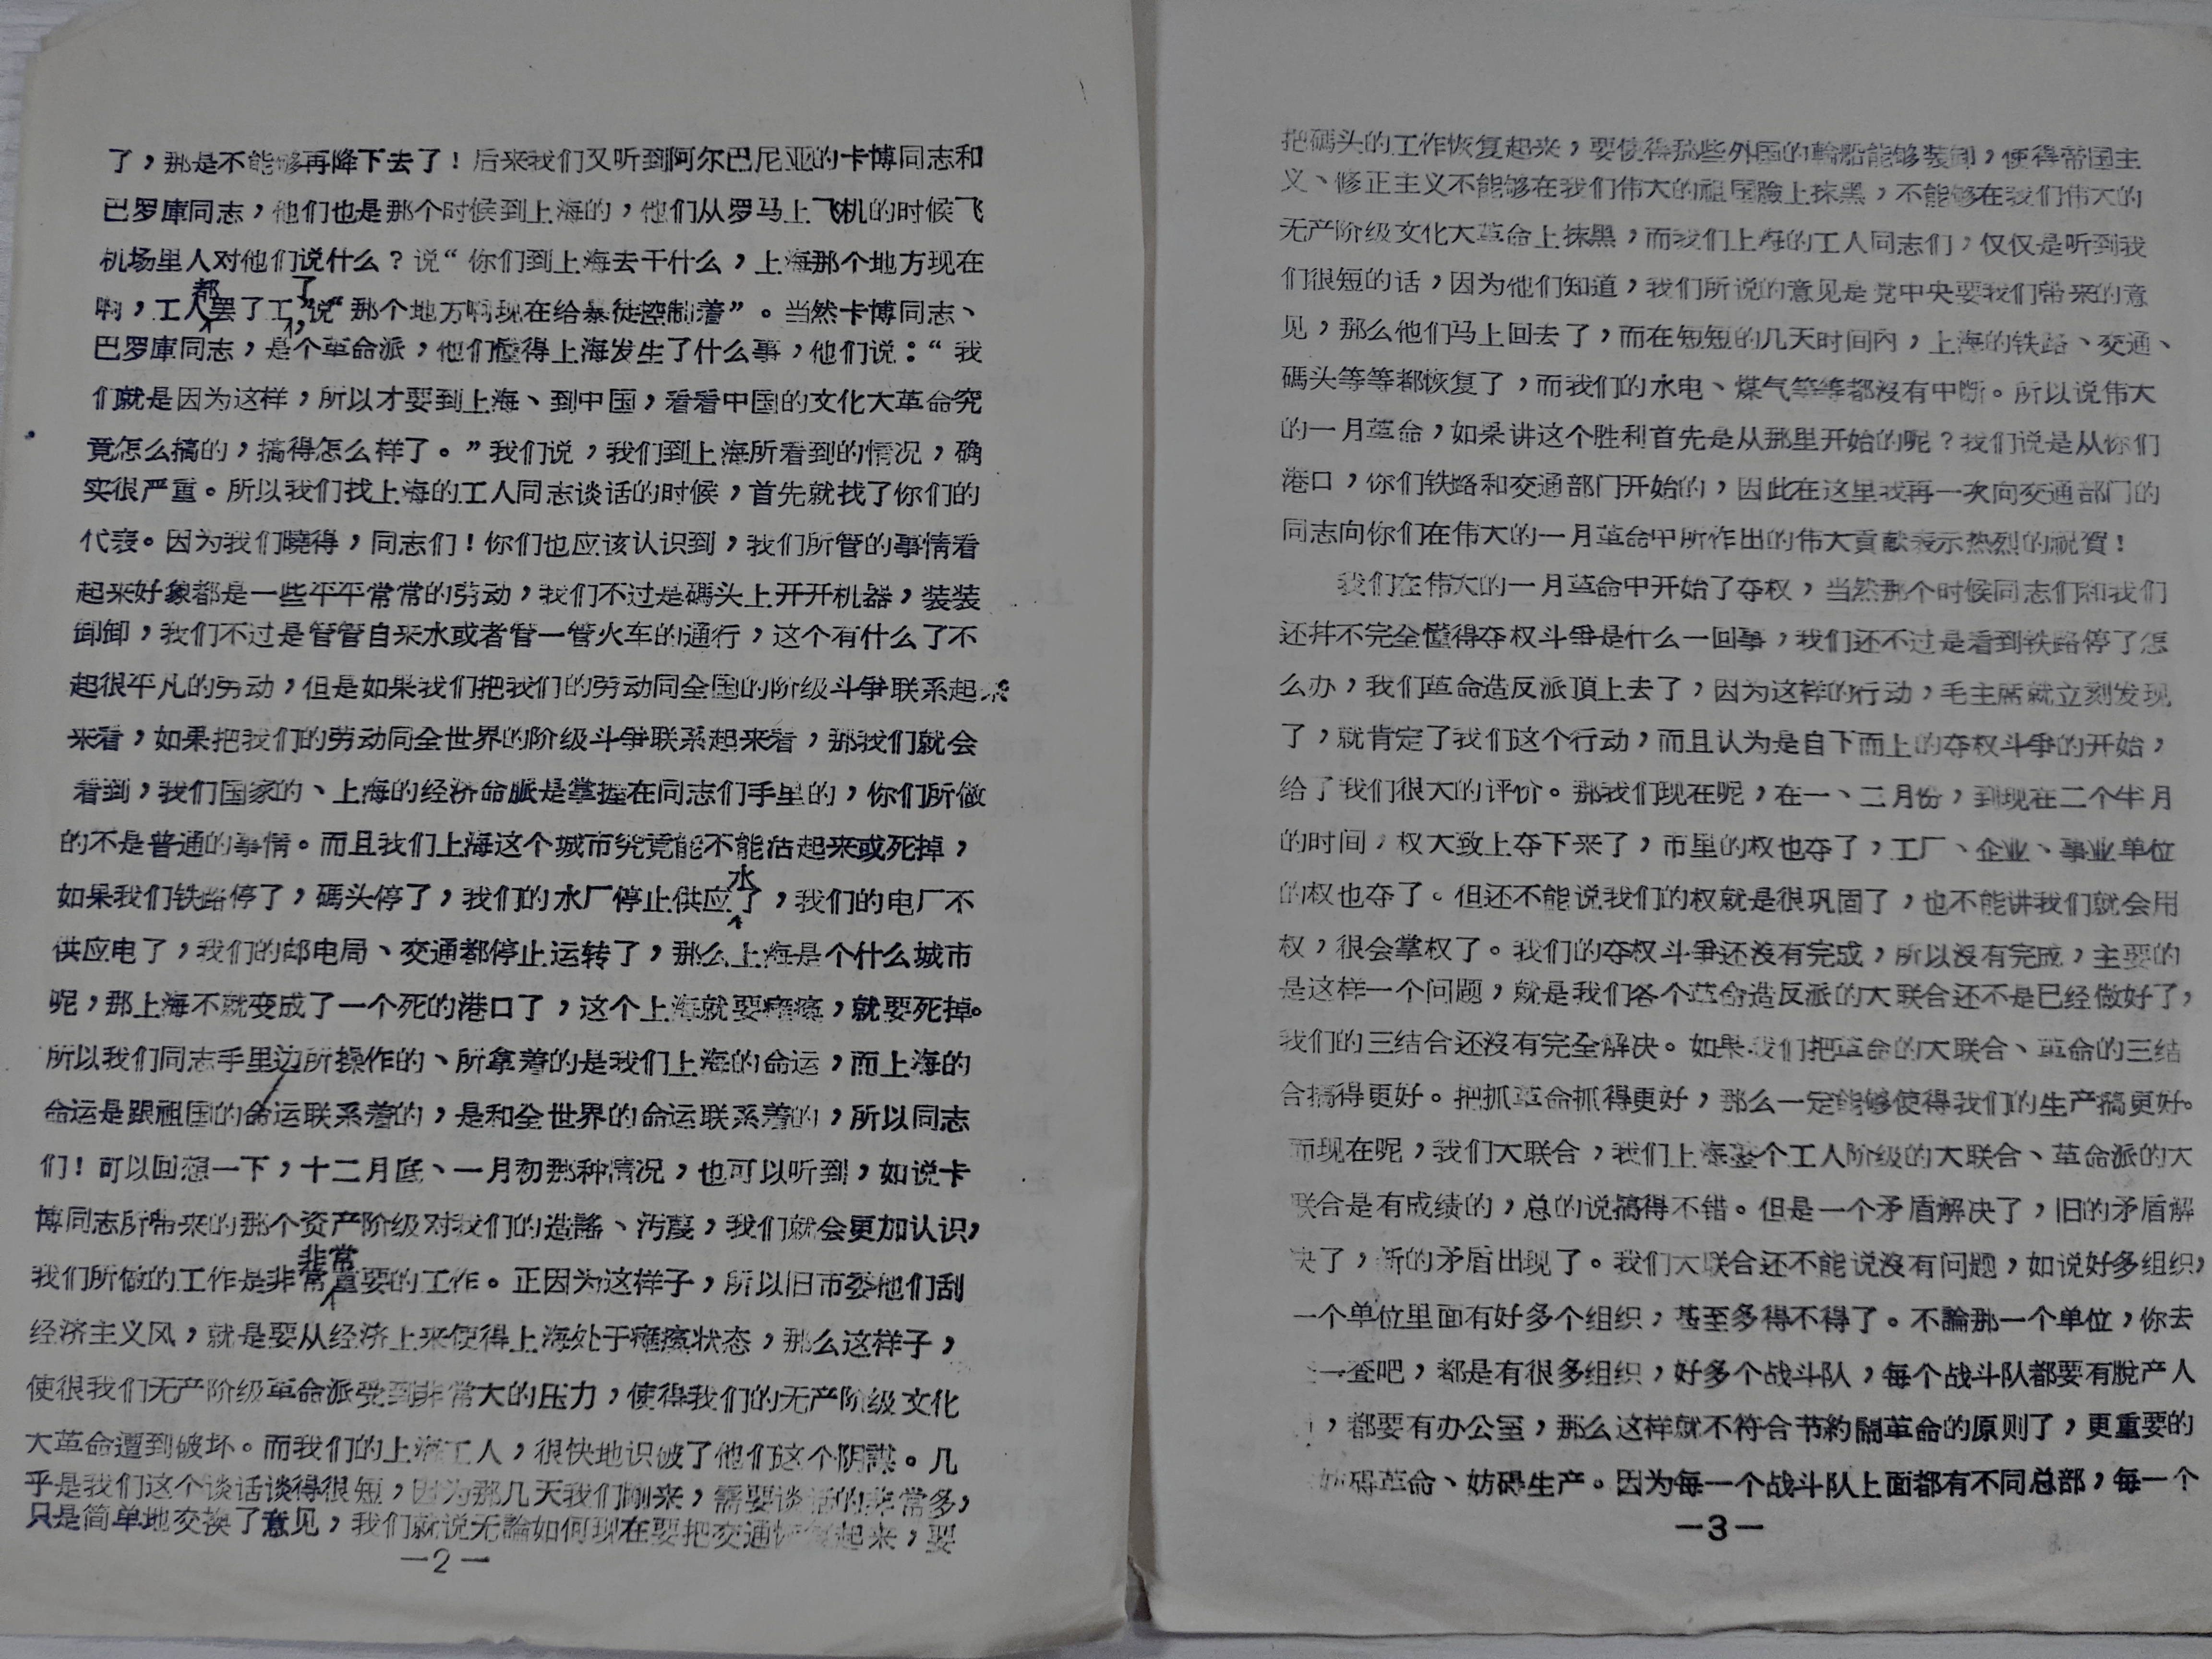 了，那是不能够再降下去了！后来我们又听到阿尔巴尼亚的卡博同志和
巴罗庫同志，他们也是那个时候到上海的，他们从罗马上飞机的时候飞
机场里人对他们说什么？说“你们到上海去干什么，上海那个地方现在
啊，工人都罢了工了，说“那个地方啊现在给暴徒控制着”。当然卡博同志、
巴罗庫同志，是个革命派，他们懂得上海发生了什么事，他们说：“我
们就是因为这样，所以才要到上海、到中国，看看中国的文化大革命究
竟怎么搞的，搞得怎么样了。”我们说，我们到上海所看到的情况，确
实很严重。所以我们找上海的工人同志谈话的时候，首先就找了你们的
代表。因为我们曉得，同志们！你们也应该认识到，我们所管的事情看
起来好象都是一些平平常常的劳动，我们不过是碼头上开开机器，装装
卸卸，我们不过是管管自来水或者管一管火车的通行，这个有什么了不
起很平凡的劳动，但是如果我们把我们的劳动同全国的阶级斗爭联系起来
来看，如果把我们的劳动同全世界的阶级斗爭联系起来看，那我们就会
看到，我们国家的、上海的经济命脈是掌握在同志们手里的，你们所做
的不是普通的事情。而且我们上海这个城市究竟能不能估起来或死掉，
如果我们铁路停了，碼头停了，我们的水厂停止供应水了，我们的电厂不
供应电了，我们的邮电局、交通都停止运转了，那么上海是个什么城市
呢，那上海不就变成了一个死的港口了，这个上海就要瘫瘓，就要死掉。
所以我们同志手里边所操作的、所拿着的是我们上海的命运，而上海的
命运是跟祖国的命运联系着的，是和全世界的命运联系着的，所以同志
们！可以回想一下，十二月底、一月初那种情况，也可以听到，如说卡
博同志所带来的那个资产阶级对我们的造謠、汚蔑，我们就会更加认识，
我们所做的工作是非常非常重要的工作。正因为这样子，所以旧市委他们刮
经济主义风，就是要从经济上来使得上海处于瘫瘓状态，那么这样子，
使很我们无产阶级革命派受到非常大的压力，使得我们的无产阶级文化
大革命遭到破坏。而我们的上海工人，很快地识破了他们这个阴謀。几
乎是我们这个谈话谈得很短，因为那几天我们刚来，需要谈话的非常多，
只是简单地交換了意见，我们就说无論如何现在要把交通恢复起来，要
—2—
把碼头的工作恢复起来，要使得那些外国的輪船能够装卸，使得帝国主
义、修正主义不能够在我们伟大的祖国臉上抹黑，不能够在我们伟大的
无产阶级文化大革命上抹黑，而我们上海的工人同志们，仅仅是听到我
们很短的话，因为他们知道，我们所说的意见是党中央要我们带来的意
见，那么他们马上回去了，而在短短的几天时间內，上海的铁路、交通、
碼头等等都恢复了，而我们的水电、煤气等等都沒有中断。所以说伟大
的一月革命，如果讲这个胜利首先是从那里开始的呢？我们说是从你们
港口，你们铁路和交通部门开始的，因此在这里我再一次向交通部门的
同志向你们在伟大的一月革命中所作出的伟大貢献表示热烈的祝賀！
我们在伟大的一月革命中开始了夺权，当然那个时候同志们和我们
还幷不完全懂得夺权斗爭是什么一回事，我们还不过是看到铁路停了怎
么办，我们革命造反派頂上去了，因为这样的行动，毛主席就立刻发现
了，就肯定了我们这个行动，而且认为是自下而上的夺权斗爭的开始，
给了我们很大的评价。那我们现在呢，在一、二月份，到现在二个半月
的时间，权大致上夺下来了，市里的权也夺了，工厂、企业、事业单位
的权也夺了。但还不能说我们的权就是很巩固了，也不能讲我们就会用
权，很会掌权了。我们的夺权斗爭还沒有完成，所以沒有完成，主要的
是这样一个问题，就是我们各个革命造反派的大联合还不是已经做好了，
我们的三结合还沒有完全解决。如果我们把革命的大联合、革命的三结
合搞得更好。把抓革命抓得更好，那么一定能够使得我们的生产搞更好。
而现在呢，我们大联合，我们上海整个工人阶级的大联合、革命派的大
联合是有成绩的，总的说搞得不错。但是一个矛盾解决了，旧的矛盾解
决了，新的矛盾出现了。我们大联合还不能说沒有问题，如说好多组织，
一个单位里面有好多个组织，甚至多得不得了。不論那一个单位，你去
一查吧，都是有很多组织，好多个战斗队，每个战斗队都要有脫产人
，都要有办公室，那么这样就不符合节約鬧革命的原则了，更重要的
妨碍革命、妨碍生产。因为每一个战斗队上面都有不同总部，每一个
—3—